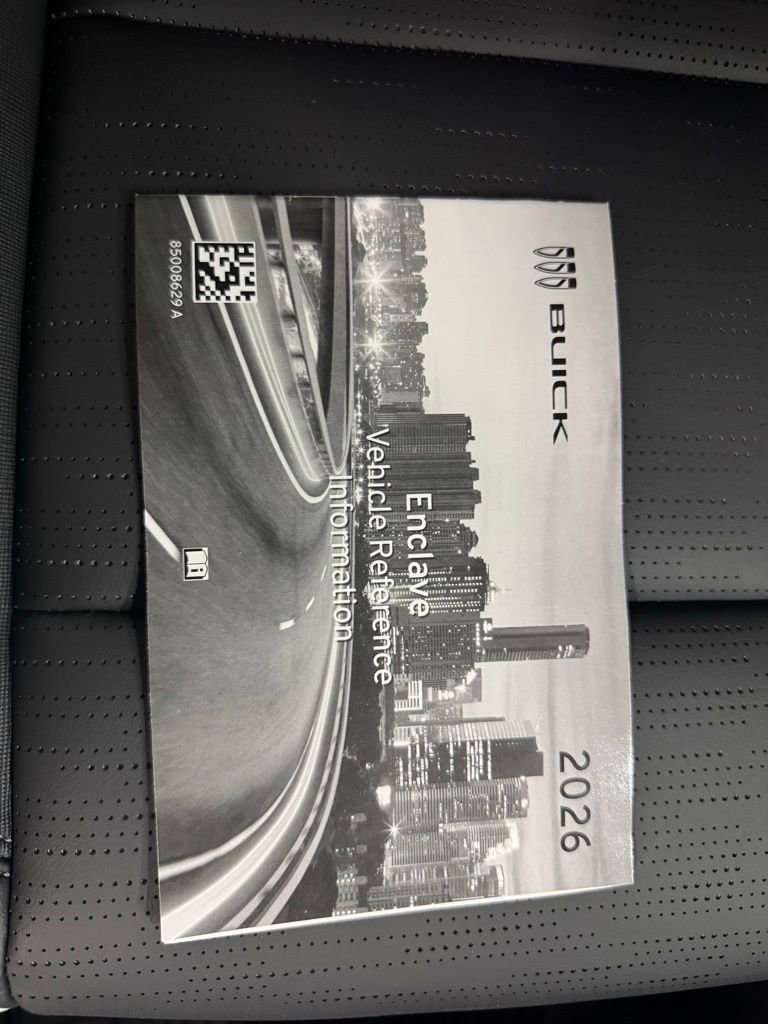 BUICK
2026
Enclave
Vehicle Reference
Information
85008629 A